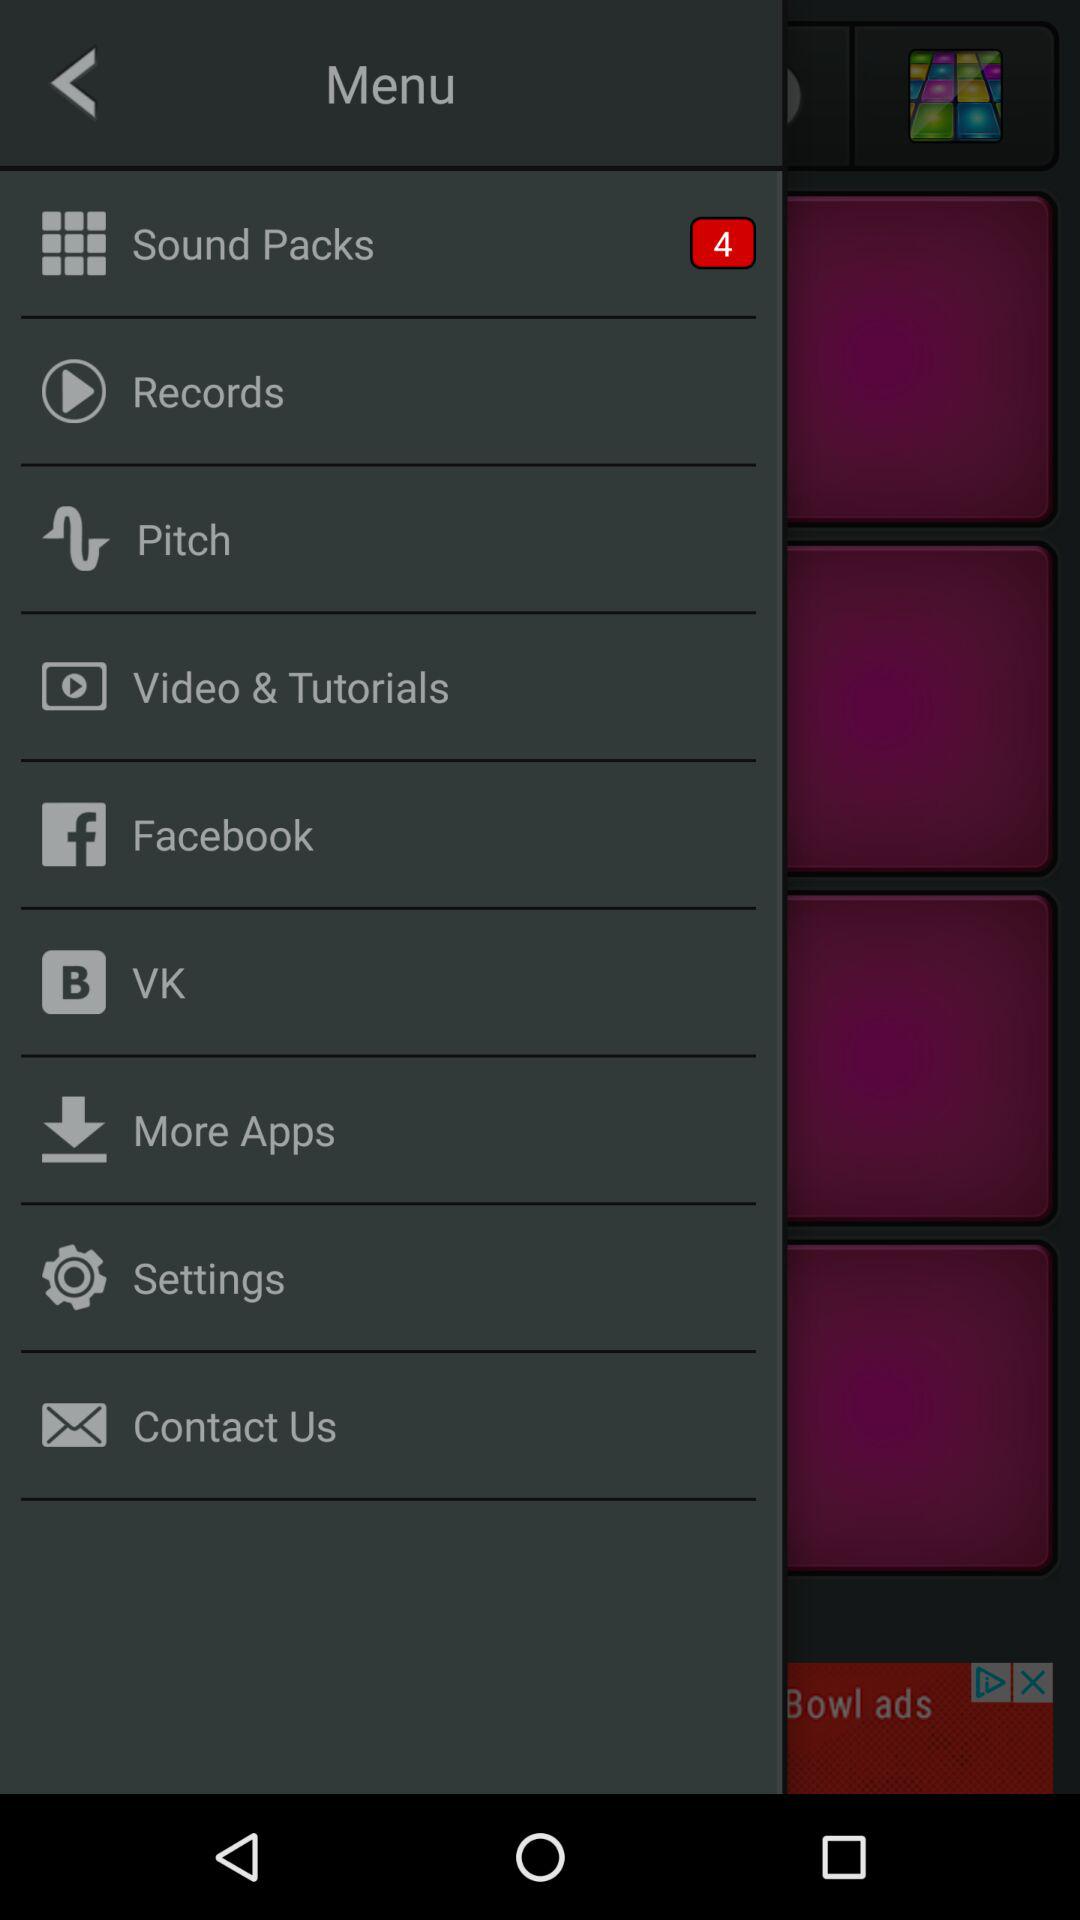 Menu
Sound Packs 4
Records
Pitch
Video & Tutorials
Facebook
B VK
More Apps
Settings
Contact Us
Bowl ads